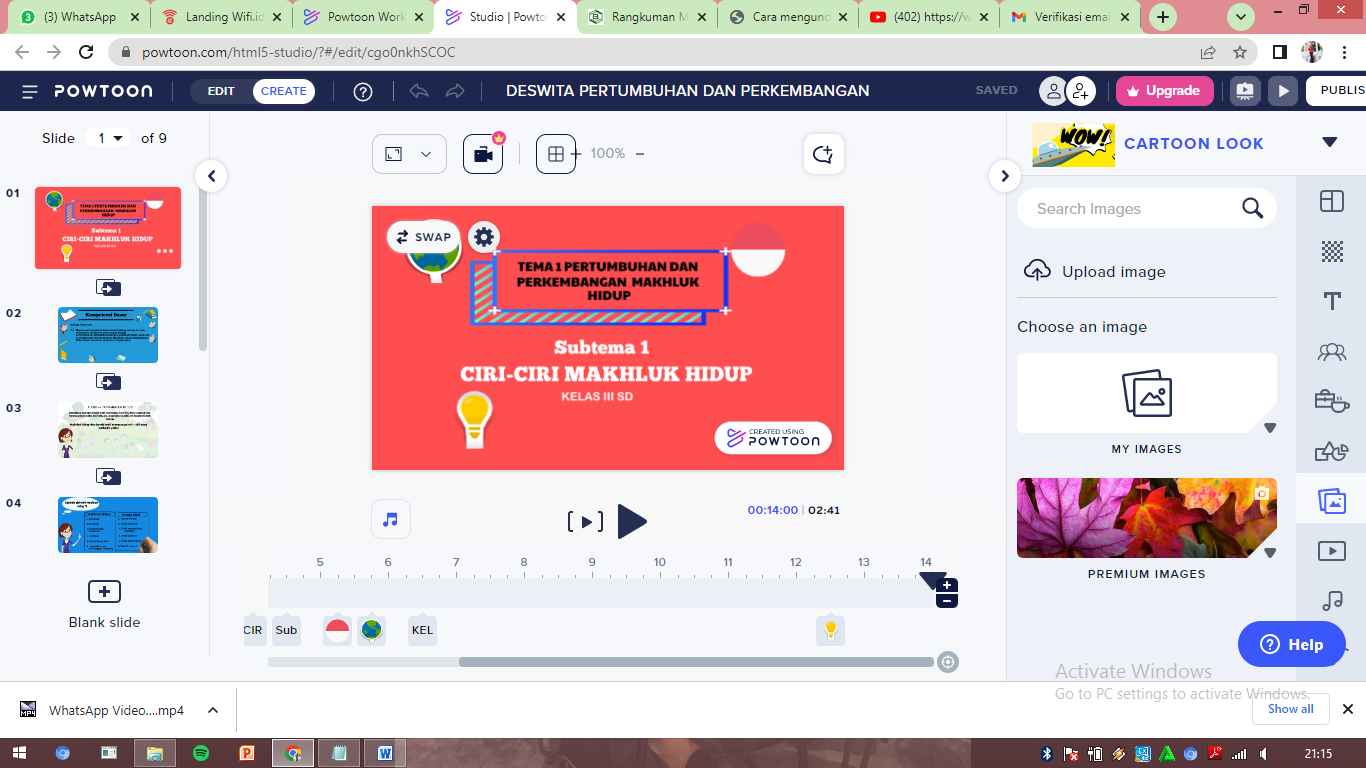 (3) WhatsApp
Landing Wifi.id
Powtoon Work
Studio | Powto
Rangkuman M
Cara mengund
(402) https://w
Verifikasi emai
powtoon.com/html5-studio/?#/edit/cgo0nkhSCOC
POWTOON
EDIT
CREATE
DESWITA PERTUMBUHAN DAN PERKEMBANGAN
SAVED
Upgrade
PUBLIS
Slide 1 of 9
01
TEMA 1 PERTUMBUHAN DAN
PERKEMBANGAN MAKHLUK
HIDUP
Subtema 1
CIRI-CIRI MAKHLUK HIDUP
KELAS III SD
02
Kompetensi Dasar
03
04
Blank slide
100%
SWAP
TEMA 1 PERTUMBUHAN DAN
PERKEMBANGAN MAKHLUK
HIDUP
Subtema 1
CIRI-CIRI MAKHLUK HIDUP
KELAS III SD
CREATED USING
POWTOON
00:14:00 | 02:41
5 6 7 8 9 10 11 12 13 14
CIR
Sub
KEL
WOW!
CARTOON LOOK
Search Images
Upload image
Choose an image
MY IMAGES
PREMIUM IMAGES
Help
Activate Windows
Go to PC settings to activate Windows.
WhatsApp Video....mp4
Show all
21:15